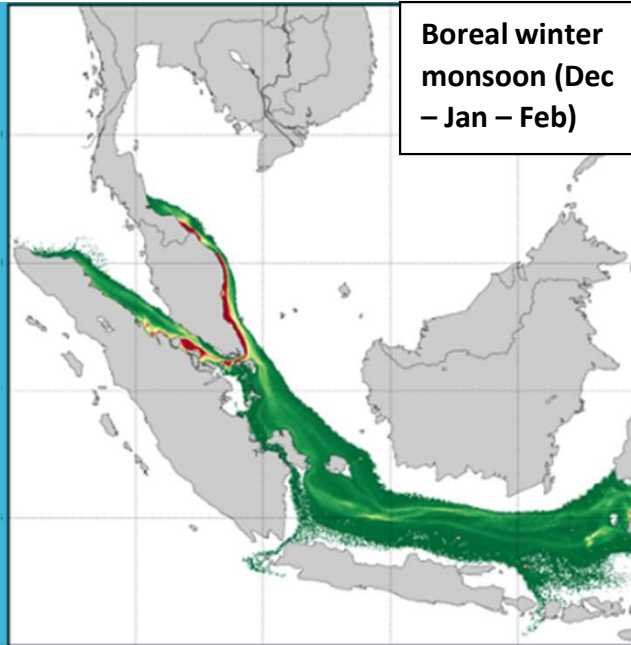 Boreal winter
monsoon (Dec
– Jan – Feb)